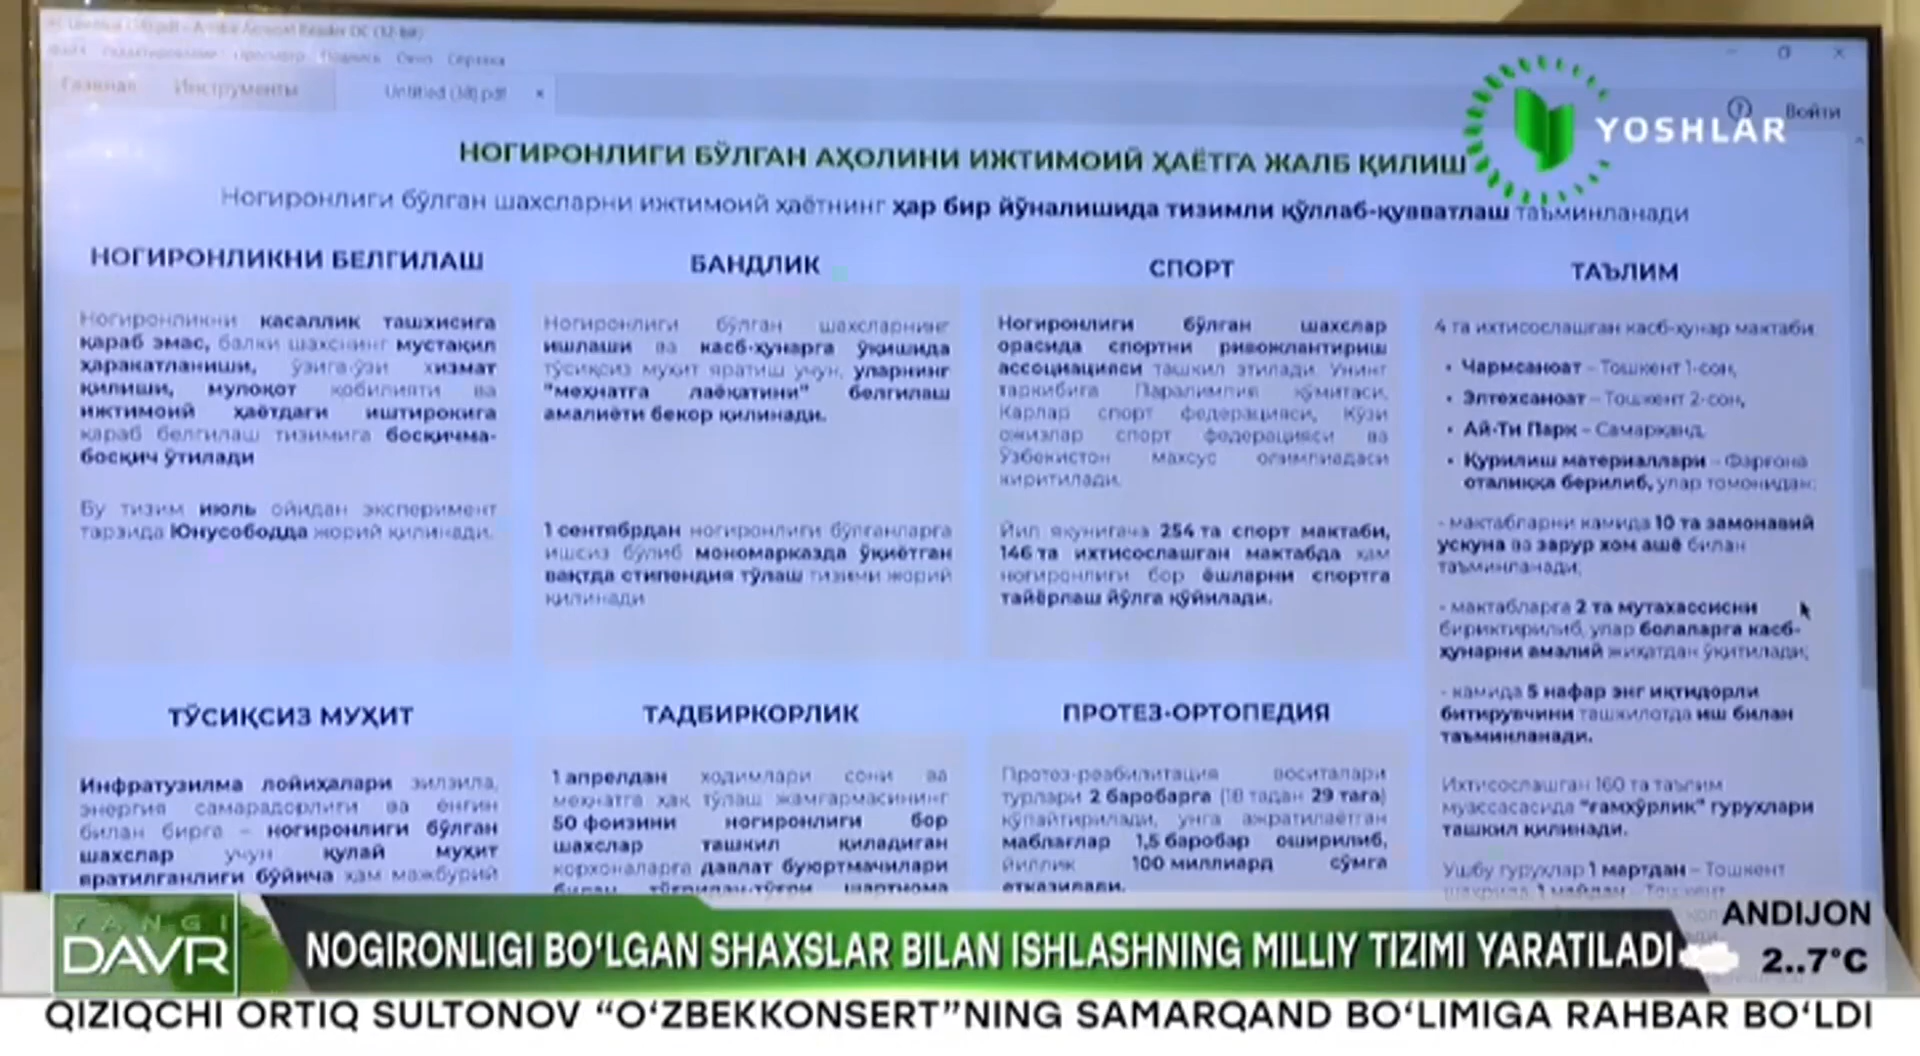 Главная Инструменты Untitled (38).pdf × Войти
YOSHLAR
НОГИРОНЛИГИ БЎЛГАН АҲОЛИНИ ИЖТИМОИЙ ҲАЁТГА ЖАЛБ ҚИЛИШ
Ногиронлиги бўлган шахсларни ижтимоий ҳаётнинг ҳар бир йўналишида тизимли қўллаб-қувватлаш таъминланади
НОГИРОНЛИКНИ БЕЛГИЛАШ
Ногиронликни касаллик ташхисига
қараб эмас, балки шахснинг мустақил
ҳаракатланиши, ўзига-ўзи хизмат
қилиши, мулоқот қобилияти ва
ижтимоий ҳаётдаги иштирокига
қараб белгилаш тизимига босқичма-
босқич ўтилади
Бу тизим июль ойидан эксперимент
тарзида Юнусободда жорий қилинади.
БАНДЛИК
Ногиронлиги бўлган шахсларнинг
ишлаши ва касб-ҳунарга ўқишида
тўсиқсиз муҳит яратиш учун, уларнинг
"меҳнатга лаёқатини" белгилаш
амалиёти бекор қилинади.
1 сентябрдан ногиронлиги бўлганларга
ишсиз бўлиб мономарказда ўқиётган
вақтда стипендия тўлаш тизими жорий
қилинади
СПОРТ
Ногиронлиги бўлган шахслар
орасида спортни ривожлантириш
ассоциацияси ташкил этилади. Унинг
таркибига Паралимпия қўмитаси,
Карлар спорт федерацияси, Кўзи
ожизлар спорт федерацияси ва
Ўзбекистон махсус олимпиадаси
киритилади.
Йил якунигача 254 та спорт мактаби,
146 та ихтисослашган мактабда ҳам
ногиронлиги бор ёшларни спортга
тайёрлаш йўлга қўйилади.
ТАЪЛИМ
4 та ихтисослашган касб-ҳунар мактаби
• Чармсаноат – Тошкент 1-сон,
• Элтехсаноат – Тошкент 2-сон,
• Ай-Ти Парк – Самарқанд,
• Қурилиш материаллари – Фарғона
оталиққа берилиб, улар томонидан:
- мактабларни камида 10 та замонавий
ускуна ва зарур хом ашё билан
таъминланади;
- мактабларга 2 та мутахассисни
бириктирилиб, улар болаларга касб-
ҳунарни амалий жиҳатдан ўқитилади;
- камида 5 нафар энг иқтидорли
битирувчини ташкилотда иш билан
таъминланади.
Ихтисослашган 160 та таълим
муассасасида "ғамхўрлик" гуруҳлари
ташкил қилинади.
Ушбу гуруҳлар 1 мартдан – Тошкент
шаҳрида, 1 майдан – Тошкент
ТЎСИҚСИЗ МУҲИТ
Инфратузилма лойиҳалари зилзила,
энергия самарадорлиги ва ёнғин
билан бирга – ногиронлиги бўлган
шахслар учун қулай муҳит
яратилганлиги бўйича ҳам мажбурий
ТАДБИРКОРЛИК
1 апрелдан ходимлари сони ва
меҳнатга ҳақ тўлаш жамғармасининг
50 фоизини ногиронлиги бор
шахслар ташкил қиладиган
корхоналарга давлат буюртмачилари
билан тўғридан-тўғри шартнома
ПРОТЕЗ-ОРТОПЕДИЯ
Протез-реабилитация воситалари
турлари 2 баробарга (18 тадан 29 тага)
кўпайтирилади, унга ажратилаётган
маблағлар 1,5 баробар оширилиб,
йиллик 100 миллиард сўмга
етказилади.
YANGI
DAVR
NOGIRONLIGI BO‘LGAN SHAXSLAR BILAN ISHLASHNING MILLIY TIZIMI YARATILADI
ANDIJON
2..7°C
QIZIQCHI ORTIQ SULTONOV “O‘ZBEKKONSERT”NING SAMARQAND BO‘LIMIGA RAHBAR BO‘LDI